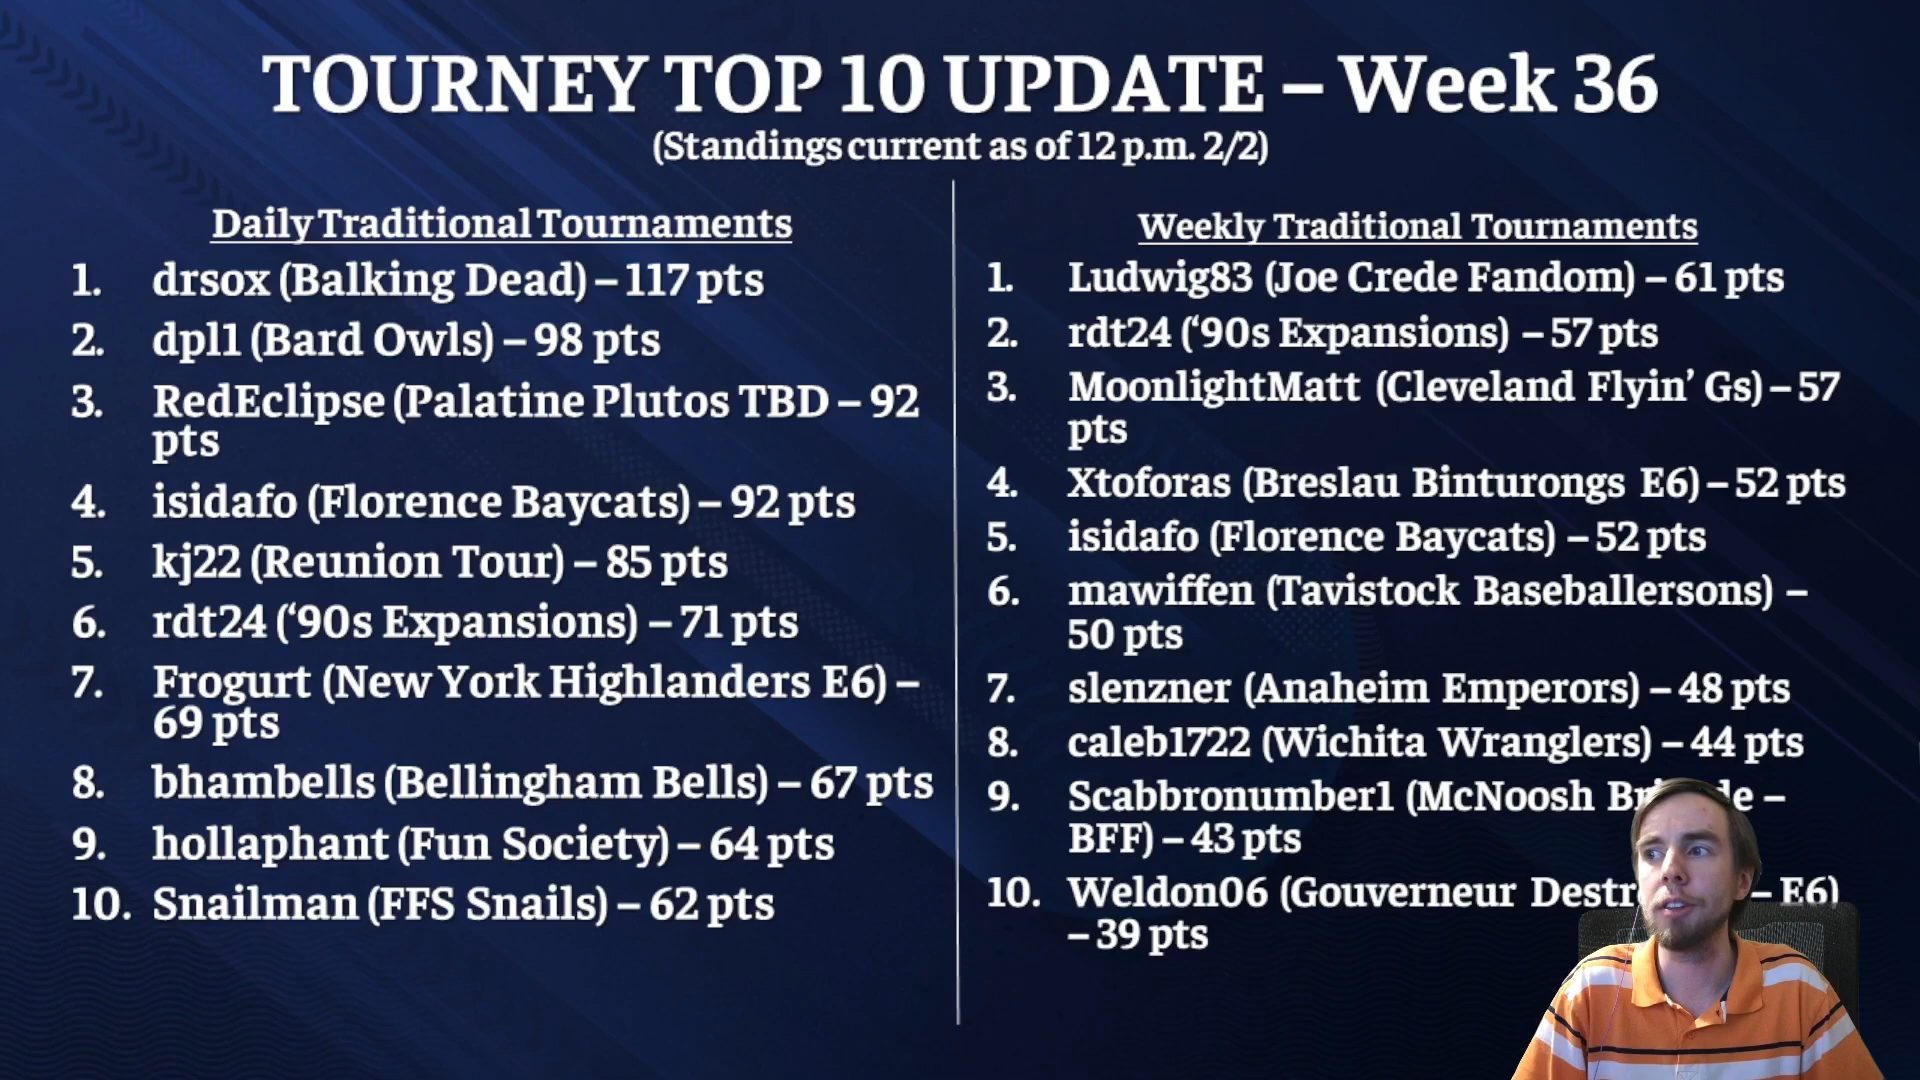 TOURNEY TOP 10 UPDATE – Week 36
(Standings current as of 12 p.m. 2/2)
Daily Traditional Tournaments
1. drsox (Balking Dead) – 117 pts
2. dpl1 (Bard Owls) – 98 pts
3. RedEclipse (Palatine Plutos TBD – 92
pts
4. isidafo (Florence Baycats) – 92 pts
5. kj22 (Reunion Tour) – 85 pts
6. rdt24 (‘90s Expansions) – 71 pts
7. Frogurt (New York Highlanders E6) –
69 pts
8. bhambells (Bellingham Bells) – 67 pts
9. hollaphant (Fun Society) – 64 pts
10. Snailman (FFS Snails) – 62 pts
Weekly Traditional Tournaments
1. Ludwig83 (Joe Crede Fandom) – 61 pts
2. rdt24 (‘90s Expansions) – 57 pts
3. MoonlightMatt (Cleveland Flyin’ Gs) – 57
pts
4. Xtoforas (Breslau Binturongs E6) – 52 pts
5. isidafo (Florence Baycats) – 52 pts
6. mawiffen (Tavistock Baseballersons) –
50 pts
7. slenzner (Anaheim Emperors) – 48 pts
8. caleb1722 (Wichita Wranglers) – 44 pts
9. Scabbronumber1 (McNoosh –
BFF) – 43 pts
10. Weldon06 (Gouverneur – E6)
– 39 pts